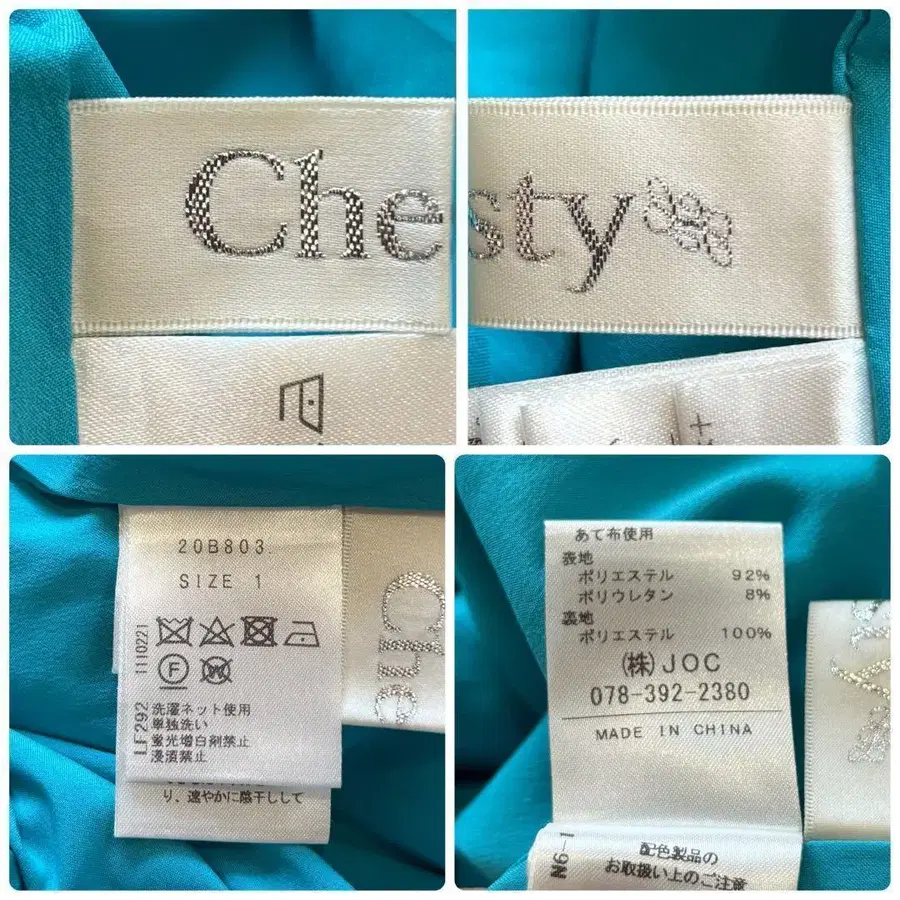 Che
sty
20B803.
SIZE 1
F
W
1110221
LF292
洗濯ネット使用
単独洗い
蛍光増白剤禁止
浸漬禁止
り、速やかに陰干しして
Che
あて布使用
表地
ポリエステル 92%
ポリウレタン 8%
裏地
ポリエステル 100%
(株)JOC
078-392-2380
MADE IN CHINA
N6-1
配色製品の
お取扱い上のご注意